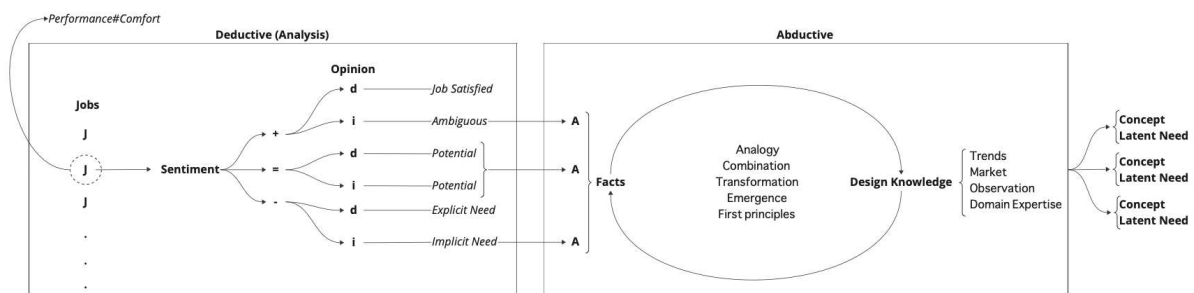 Performance#Comfort
Deductive (Analysis)
Abductive
Opinion
Jobs
J
J
J
.
.
.
Sentiment
+
=
-
d
Job Satisfied
i
Ambiguous
A
d
Potential
i
Potential
A
d
Explicit Need
i
Implicit Need
A
Facts
Analogy
Combination
Transformation
Emergence
First principles
Design Knowledge
Trends
Market
Observation
Domain Expertise
Concept
Latent Need
Concept
Latent Need
Concept
Latent Need